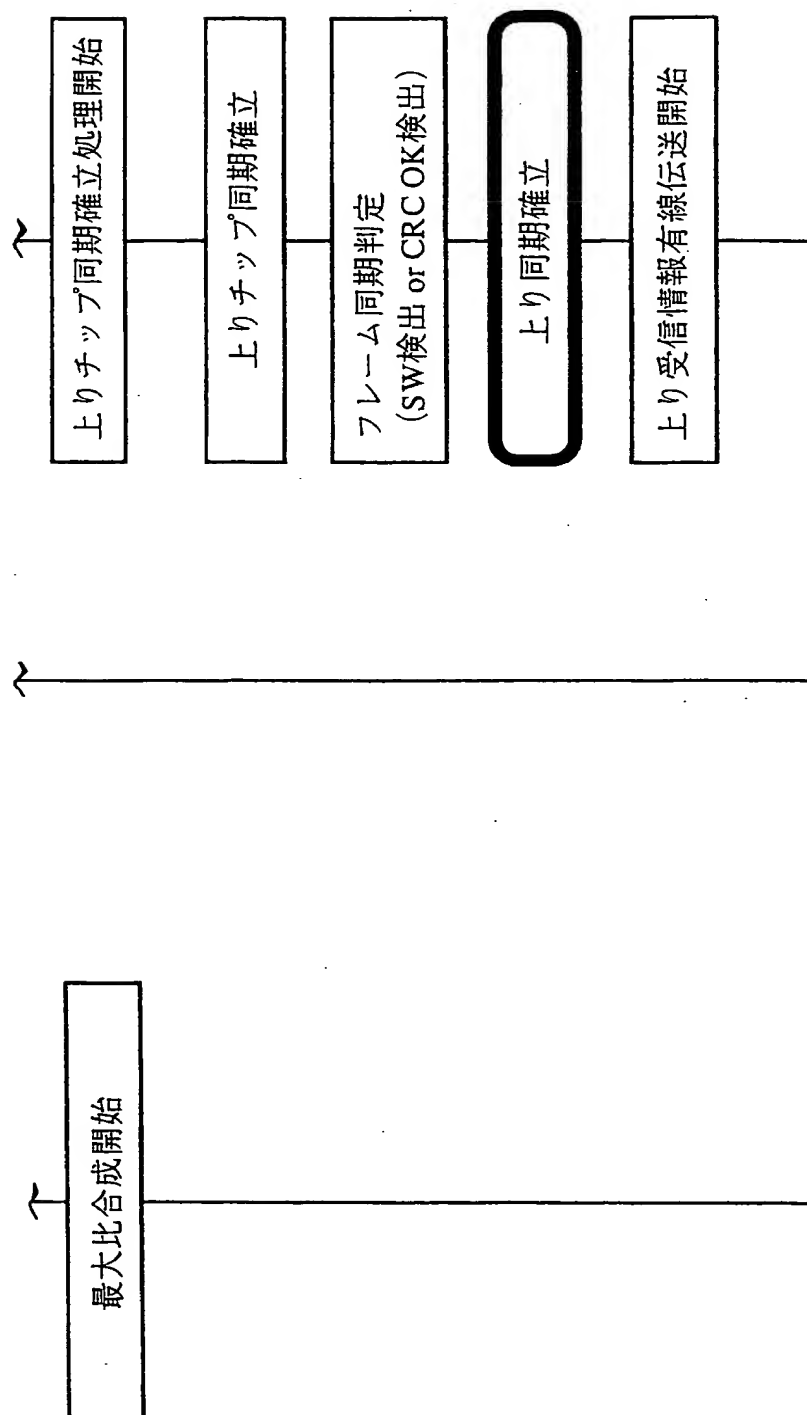 上りチップ同期確立処理開始
上りチップ同期確立
フレーム同期判定
(SW検出 or CRC OK検出)
上り同期確立
上り受信情報有線伝送開始
最大比合成開始